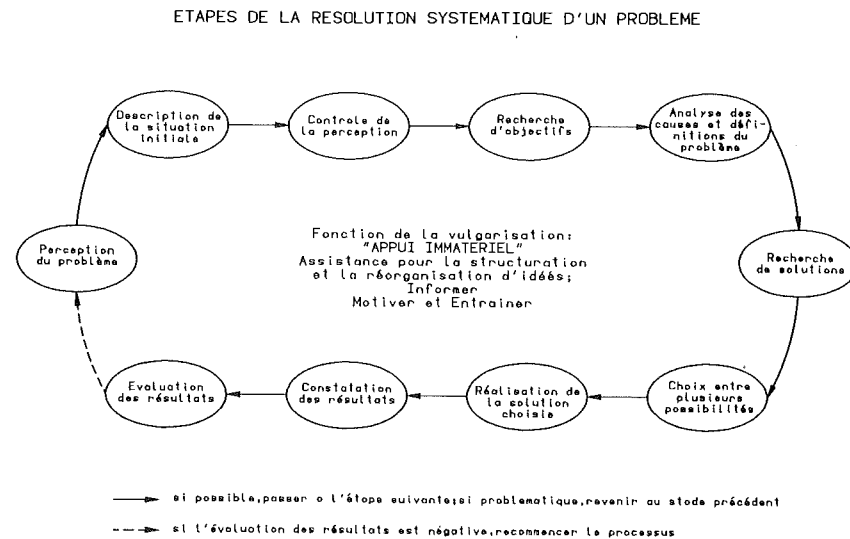 ETAPES DE LA RESOLUTION SYSTEMATIQUE D'UN PROBLEME
Description de
la situation
initiale
Controle de
la perception
Recherche
d'objectifs
Analyse des
causes et défi-
nitions du
problème
Perception
du problème
Fonction de la vulgarisation:
"APPUI IMMATERIEL"
Assistance pour la structuration
et la réorganisation d'idéés;
Informer
Motiver et Entrainer
Recherche
de solutions
Evaluation
des résultats
Constatation
des résultats
Réalisation de
la solution
choisie
Choix entre
plusieurs
possibilités
si possible,passer a l'étape suivante;si problematique,revenir au stade précédent
si l'évaluation des résultats est négative,recommencer le processus